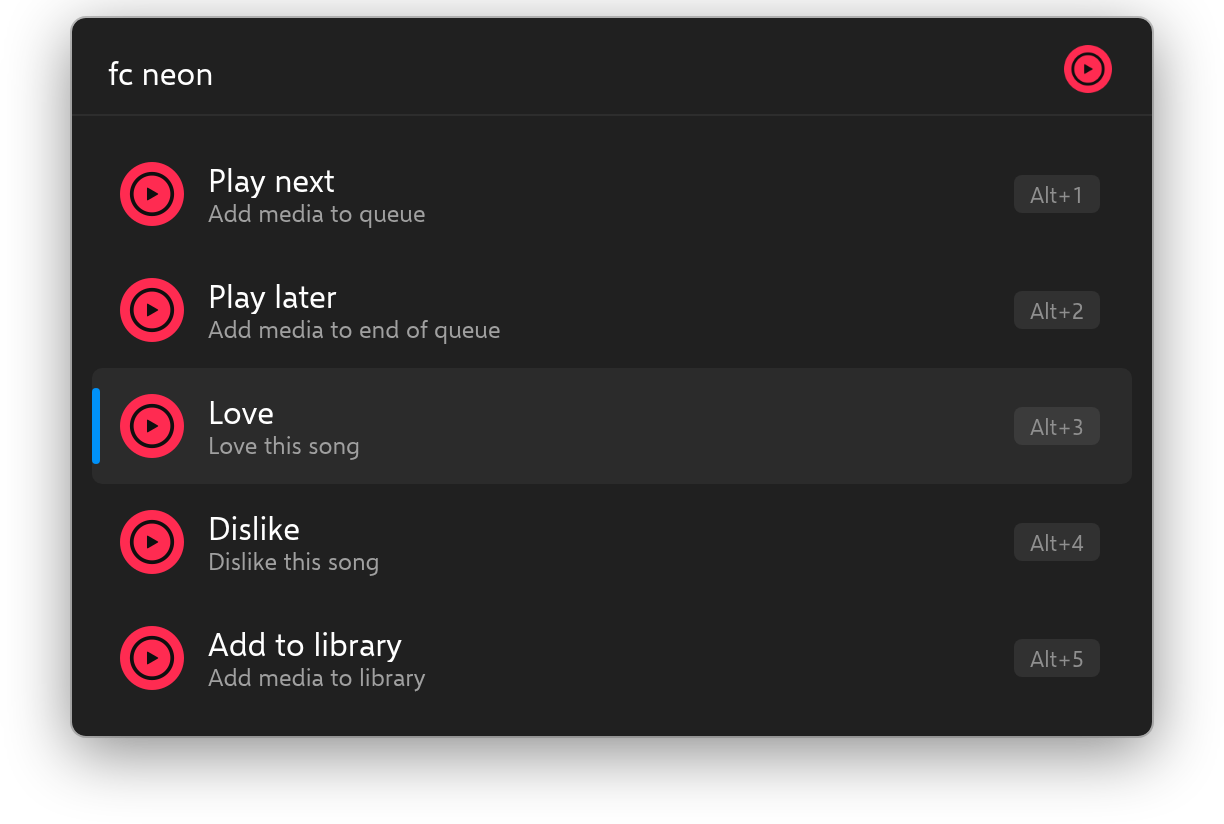 fc neon
Play next
Add media to queue
Alt+1
Play later
Add media to end of queue
Alt+2
Love
Love this song
Alt+3
Dislike
Dislike this song
Alt+4
Add to library
Add media to library
Alt+5